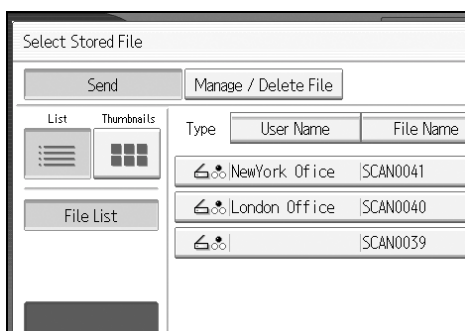 Select Stored File
Send Manage / Delete File
List Thumbnails Type User Name File Name
NewYork Ofice SCAN0041
File List London Office SCAN0040
SCAN0039